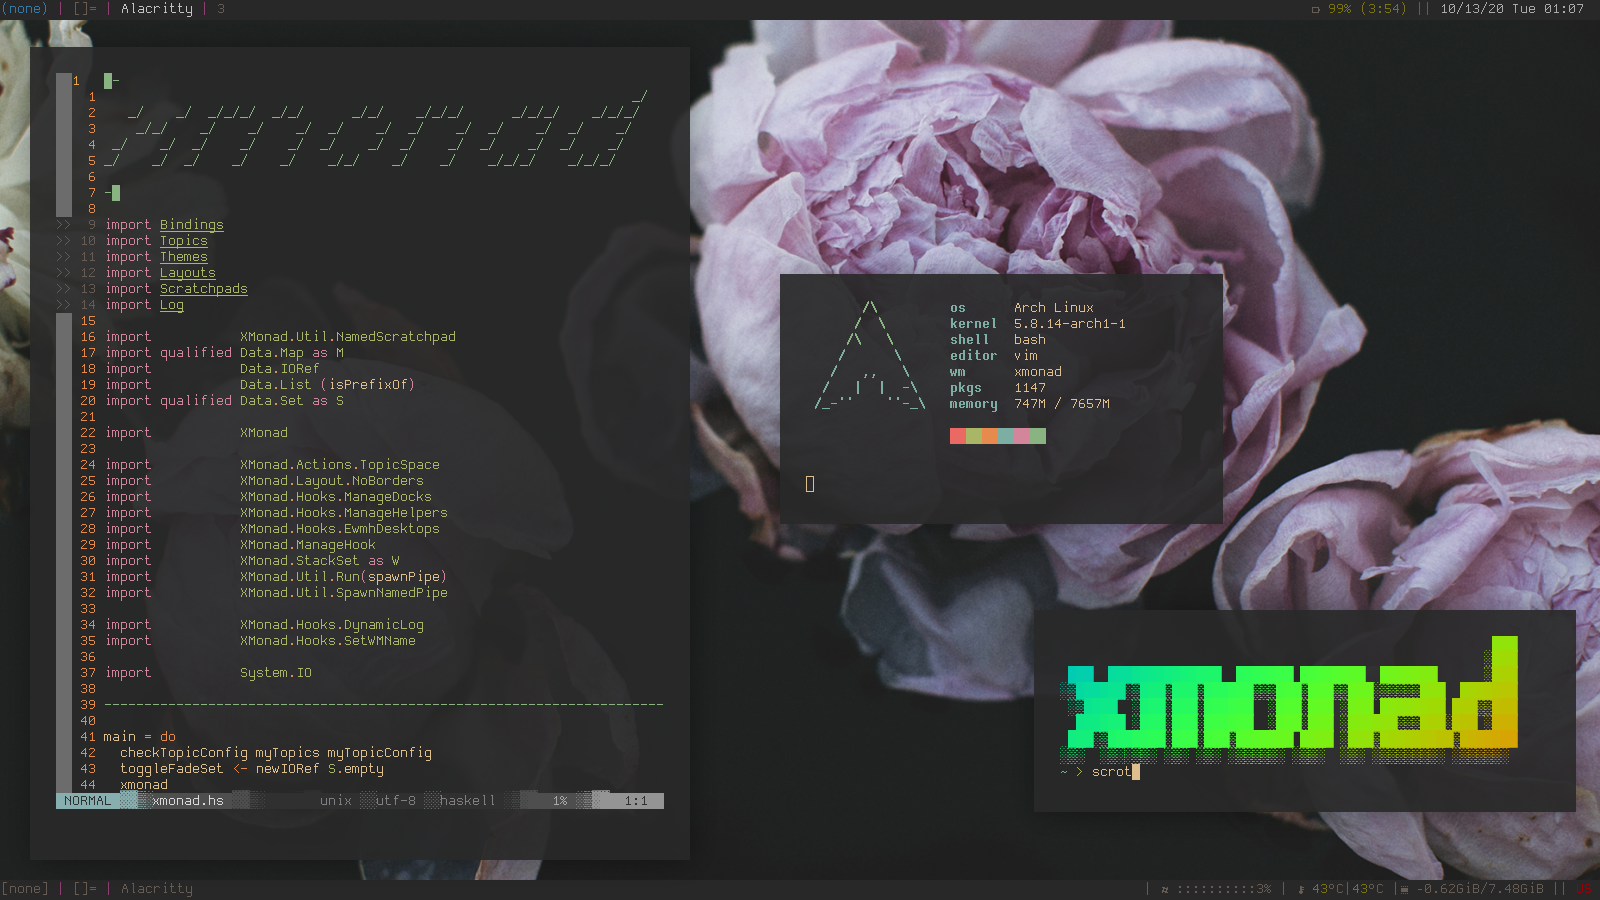 (none) | []= | Alacritty | 3
99% (3:54) || 10/13/20 Tue 01:07
1 -
1
2
3
4
5
6
7 -
8
>> 9 import Bindings
>> 10 import Topics
>> 11 import Themes
>> 12 import Layouts
>> 13 import Scratchpads
>> 14 import Log
15
16 import XMonad.Util.NamedScratchpad
17 import qualified Data.Map as M
18 import Data.IORef
19 import Data.List (isPrefixOf)
20 import qualified Data.Set as S
21
22 import XMonad
23
24 import XMonad.Actions.TopicSpace
25 import XMonad.Layout.NoBorders
26 import XMonad.Hooks.ManageDocks
27 import XMonad.Hooks.ManageHelpers
28 import XMonad.Hooks.EwmhDesktops
29 import XMonad.ManageHook
30 import XMonad.StackSet as W
31 import XMonad.Util.Run(spawnPipe)
32 import XMonad.Util.SpawnNamedPipe
33
34 import XMonad.Hooks.DynamicLog
35 import XMonad.Hooks.SetWMName
36
37 import System.IO
38
39 ----------------------------------------------------------------------
40
41 main = do
42 checkTopicConfig myTopics myTopicConfig
43 toggleFadeSet <- newIORef S.empty
44 xmonad
NORMAL xmonad.hs unix utf-8 haskell 1% 1:1
os Arch Linux
kernel 5.8.14-arch1-1
shell bash
editor vim
wm xmonad
pkgs 1147
memory 747M / 7657M
xmonad
~ > scrot
[none] | []= | Alacritty
| ::::::::::3% | 43°C|43°C | -0.62GiB/7.48GiB || US